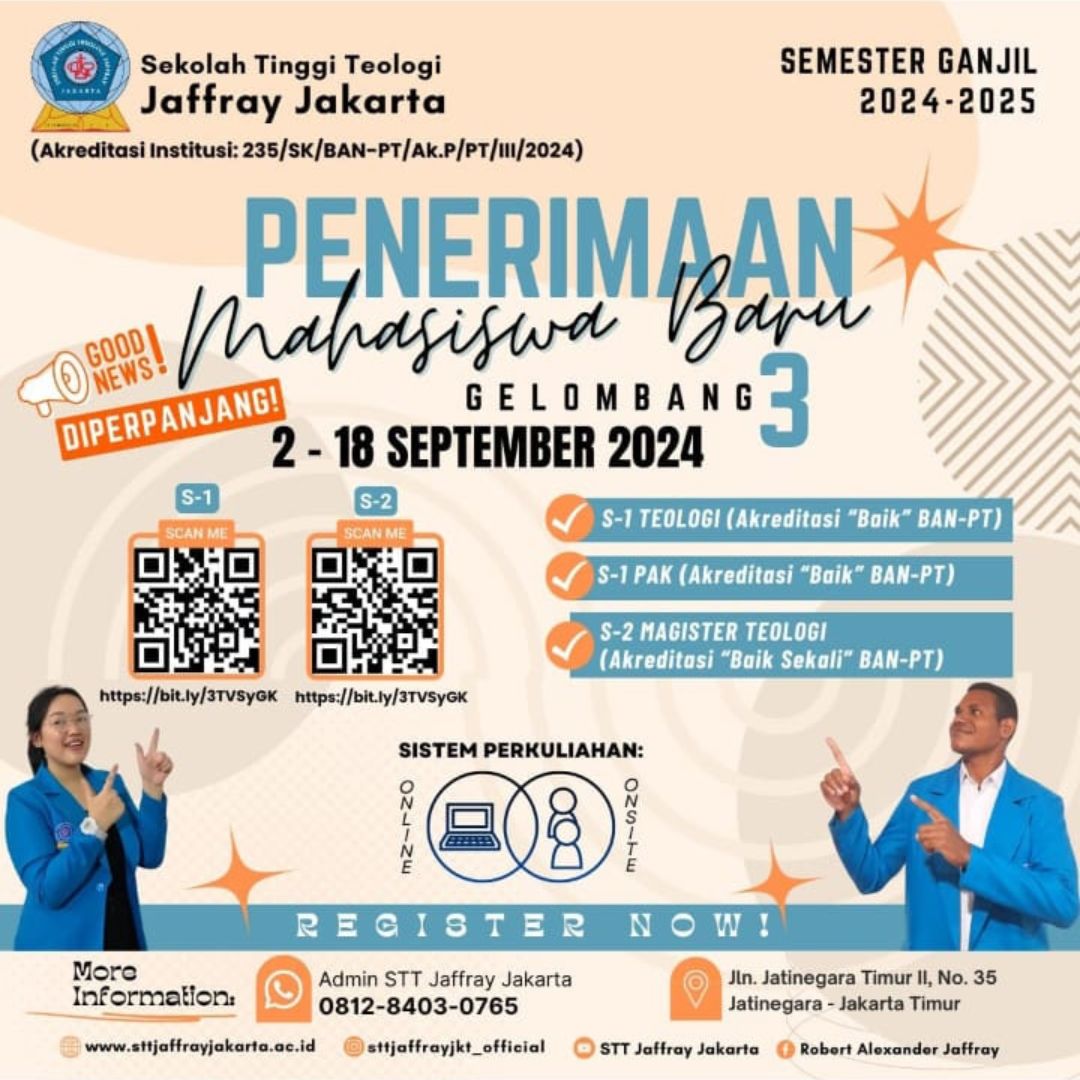 Sekolah Tinggi Teologi
Jaffray Jakarta
(Akreditasi Institusi: 235/SK/BAN-PT/Ak.P/PT/III/2024)
SEMESTER GANJIL
2024-2025
PENERIMAAN
Mahasiswa Baru
GELOMBANG 3
GOOD
NEWS!
DIPERPANJANG!
2 - 18 SEPTEMBER 2024
S-1
SCAN ME
https://bit.ly/3TVSyGK
S-2
SCAN ME
https://bit.ly/3TVSyGK
S-1 TEOLOGI (Akreditasi “Baik” BAN-PT)
S-1 PAK (Akreditasi “Baik” BAN-PT)
S-2 MAGISTER TEOLOGI
(Akreditasi “Baik Sekali” BAN-PT)
SISTEM PERKULIAHAN:
ONLINE
ONSITE
REGISTER NOW!
More
Information:
Admin STT Jaffray Jakarta
0812-8403-0765
Jln. Jatinegara Timur II, No. 35
Jatinegara - Jakarta Timur
www.sttjaffrayjakarta.ac.id
sttjaffrayjkt_official
STT Jaffray Jakarta
Robert Alexander Jaffray